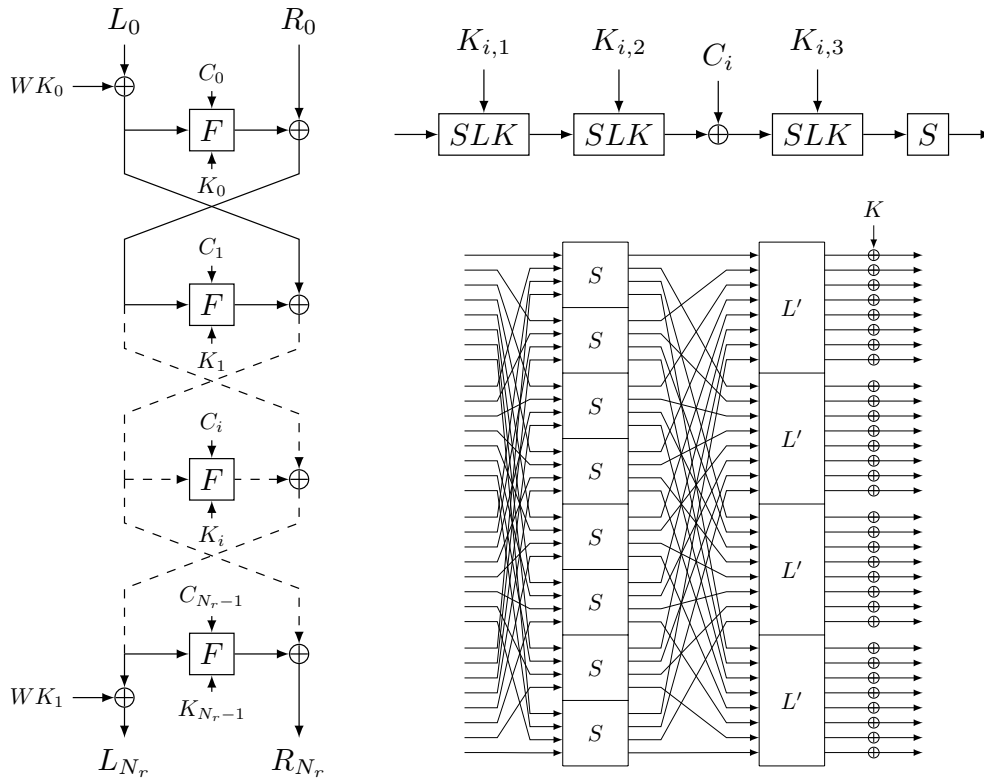 L_0 R_0
WK_0
C_0
F
K_0
C_1
F
K_1
C_i
F
K_i
C_{N_r-1}
F
WK_1
K_{N_r-1}
L_{N_r} R_{N_r}
K_{i,1} K_{i,2} C_i K_{i,3}
SLK SLK SLK S
K
S
S
S
S
S
S
S
S
L′
L′
L′
L′